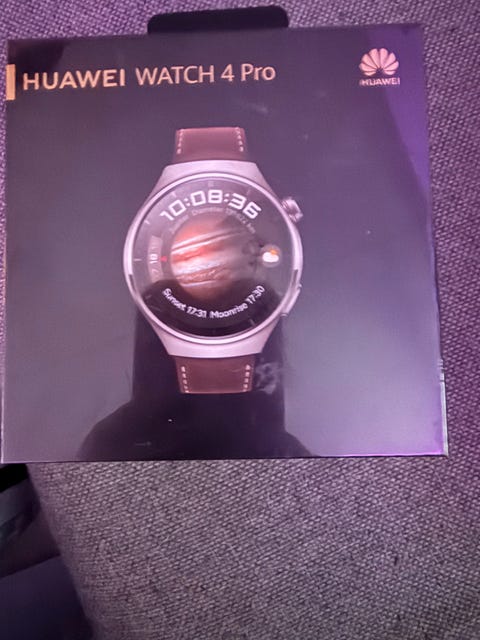 HUAWEI WATCH 4 Pro
HUAWEI
10:08:36
Sunset 17:31 Moonrise 17:30